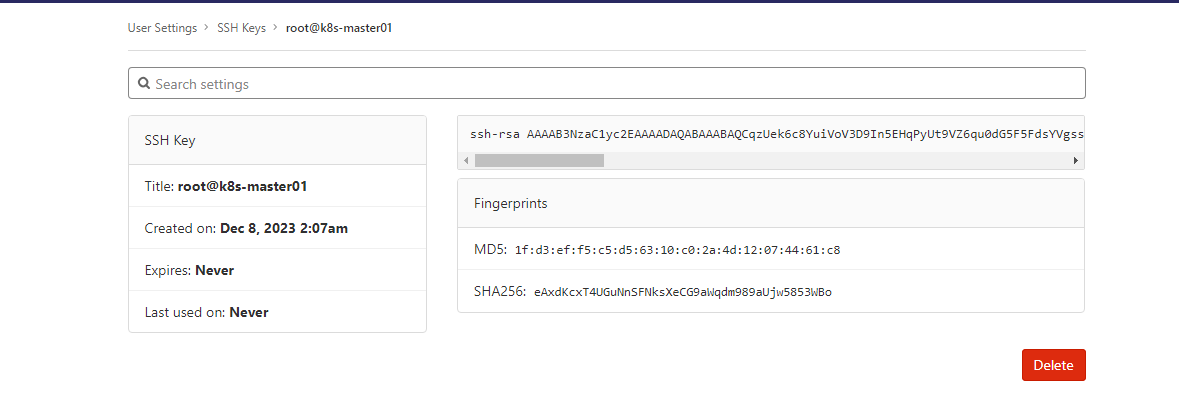 User Settings > SSH Keys > root@k8s-master01
Search settings
SSH Key
Title: root@k8s-master01
Created on: Dec 8, 2023 2:07am
Expires: Never
Last used on: Never
ssh-rsa AAAAB3NzaC1yc2EAAAADAQABAAABAQCqzUek6c8YuiVoV3D9In5EHqPyUt9VZ6qu0dG5F5FdsYVgss
Fingerprints
MD5: 1f:d3:ef:f5:c5:d5:63:10:c0:2a:4d:12:07:44:61:c8
SHA256: eAxdKcxT4UGuNnSFNksXeCG9aWqdm989aUjw5853WBo
Delete